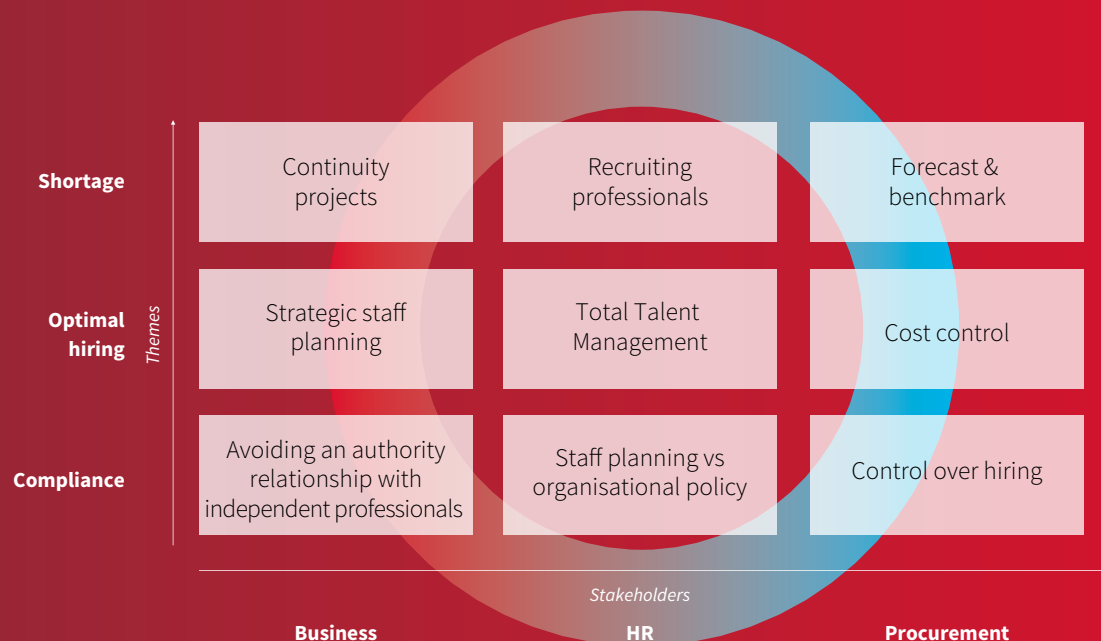 Shortage
Continuity
projects
Recruiting
professionals
Forecast &
benchmark
Themes
Optimal
hiring
Strategic staff
planning
Total Talent
Management
Cost control
Compliance
Avoiding an authority
relationship with
independent professionals
Staff planning vs
organisational policy
Control over hiring
Stakeholders
Business
HR
Procurement